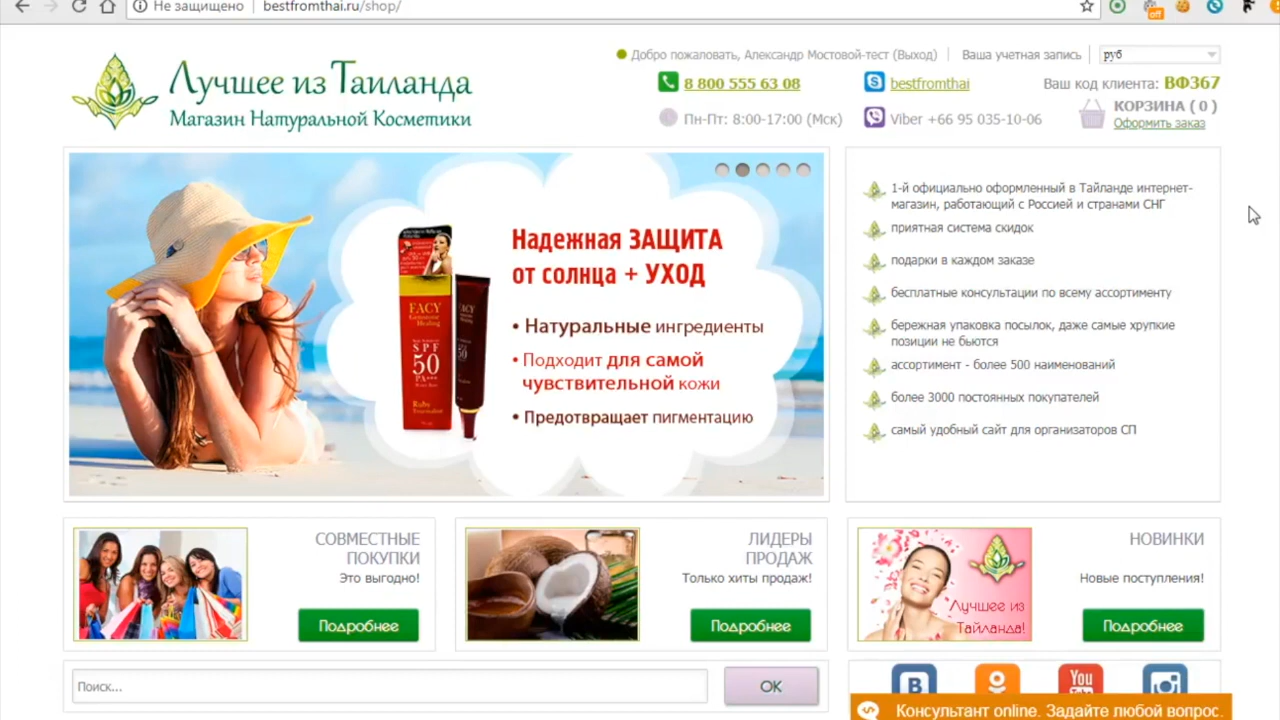 Не защищено
bestfromthai.ru/shop/
Лучшее из Таиланда
Магазин Натуральной Косметики
Добро пожаловать, Александр Мостовой-тест (Выход)
Ваша учетная запись
руб
8 800 555 63 08
bestfromthai
Ваш код клиента: ВФ367
Пн-Пт: 8:00-17:00 (Мск)
Viber +66 95 035-10-06
КОРЗИНА ( 0 )
Оформить заказ
Надежная ЗАЩИТА
от солнца + УХОД
• Натуральные ингредиенты
• Подходит для самой
чувствительной кожи
• Предотвращает пигментацию
FACY
SPF
50
PA+++
Ruby
1-й официально оформленный в Тайланде интернет-
магазин, работающий с Россией и странами СНГ
приятная система скидок
подарки в каждом заказе
бесплатные консультации по всему ассортименту
бережная упаковка посылок, даже самые хрупкие
позиции не бьются
ассортимент - более 500 наименований
более 3000 постоянных покупателей
самый удобный сайт для организаторов СП
СОВМЕСТНЫЕ
ПОКУПКИ
Это выгодно!
Подробнее
ЛИДЕРЫ
ПРОДАЖ
Только хиты продаж!
Подробнее
Лучшее из
Тайланда!
НОВИНКИ
Новые поступления!
Подробнее
Поиск...
ОК
You
Консультант online. Задайте любой вопрос.